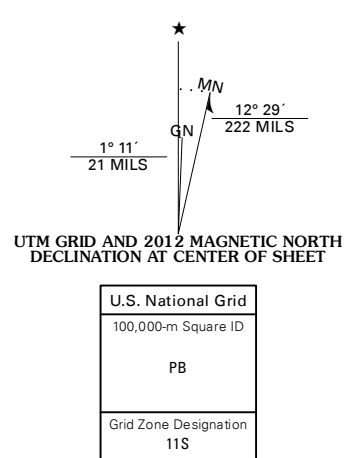 ★
MN
GN
12° 29´
222 MILS
1° 11´
21 MILS
UTM GRID AND 2012 MAGNETIC NORTH
DECLINATION AT CENTER OF SHEET
U.S. National Grid
100,000-m Square ID
PB
Grid Zone Designation
11S